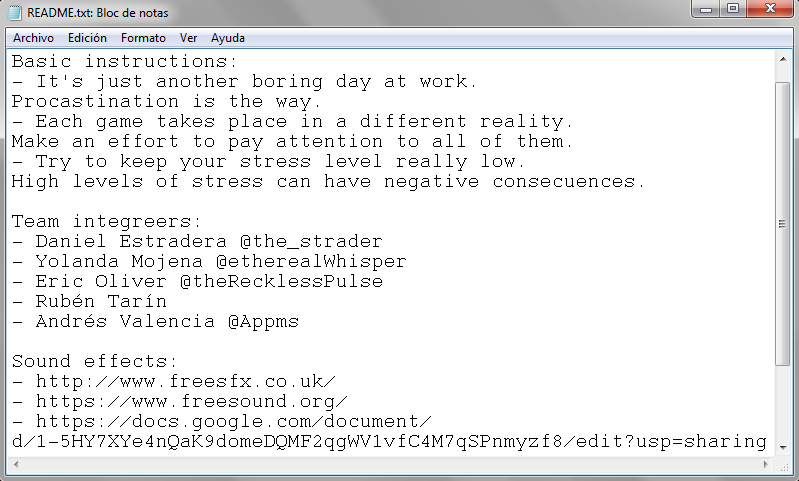 README.txt: Bloc de notas
Archivo Edición Formato Ver Ayuda
Basic instructions:
- It's just another boring day at work.
Procastination is the way.
- Each game takes place in a different reality.
Make an effort to pay attention to all of them.
- Try to keep your stress level really low.
High levels of stress can have negative consecuences.

Team integreers:
- Daniel Estradera @the_strader
- Yolanda Mojena @etherealWhisper
- Eric Oliver @theRecklessPulse
- Rubén Tarín
- Andrés Valencia @Appms

Sound effects:
- http://www.freesfx.co.uk/
- https://www.freesound.org/
- https://docs.google.com/document/
d/1-5HY7XYe4nQaK9domeDQMF2qgWV1vfC4M7qSPnmyzf8/edit?usp=sharing